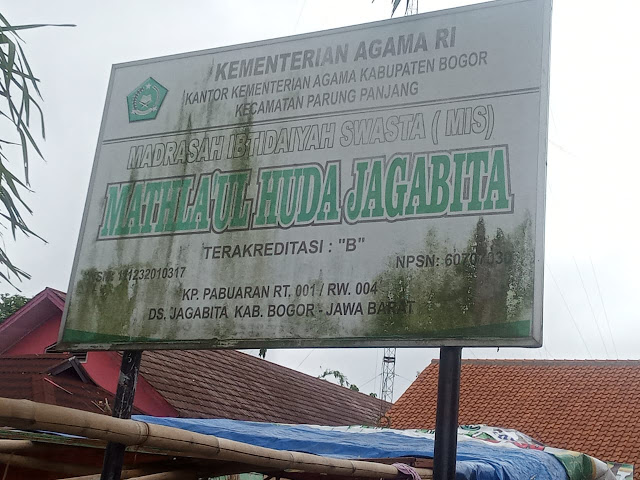 KEMENTERIAN AGAMA RI
KANTOR KEMENTERIAN AGAMA KABUPATEN BOGOR
KECAMATAN PARUNG PANJANG
MADRASAH IBTIDAIYAH SWASTA ( MIS)
MATHLA'UL HUDA JAGABITA
TERAKREDITASI : "B"
NPSN:
KP. PABUARAN RT. 001 / RW. 004
DS. JAGABITA KAB. BOGOR - JAWA BARAT